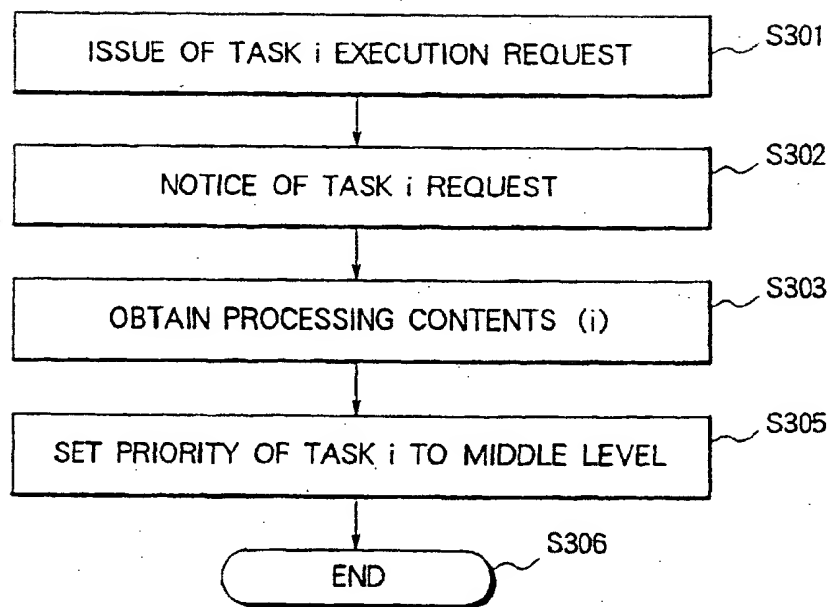 ISSUE OF TASK i EXECUTION REQUEST
S301
NOTICE OF TASK i REQUEST
S302
OBTAIN PROCESSING CONTENTS (i)
S303
SET PRIORITY OF TASK i TO MIDDLE LEVEL
S305
END
S306